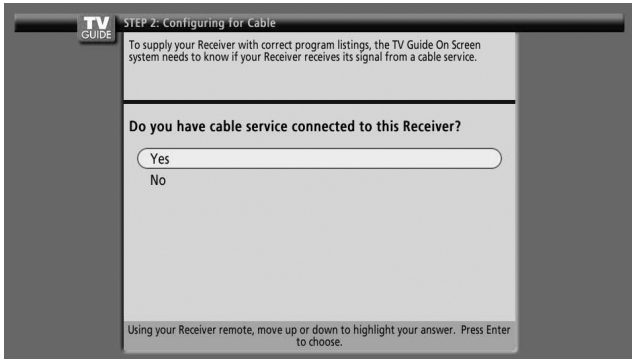 TV
GUIDE
STEP 2: Configuring for Cable
To supply your Receiver with correct program listings, the TV Guide On Screen
system needs to know if your Receiver receives its signal from a cable service.
Do you have cable service connected to this Receiver?
Yes
No
Using your Receiver remote, move up or down to highlight your answer. Press Enter
to choose.